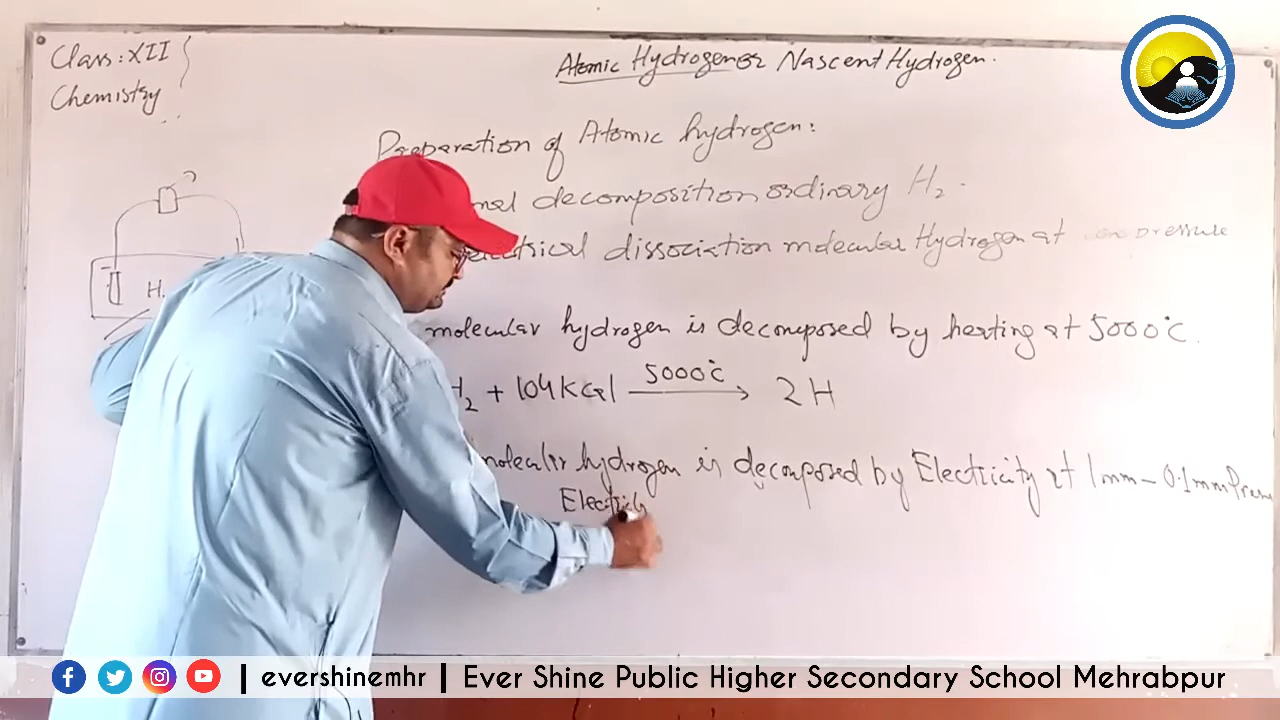 Class: XII
Chemistry
Atomic Hydrogen or Nascent Hydrogen.
Preparation of Atomic hydrogen:
decomposition ordinary H₂.
dissociation molecular Hydrogen at pressure
H
molecular hydrogen is decomposed by heating at 5000°C.
H₂ + 104 KCal 5000°C → 2H
molecular hydrogen is decomposed by Electricity at 1mm - 0.1mm
| evershinemhr | Ever Shine Public Higher Secondary School Mehrabpur